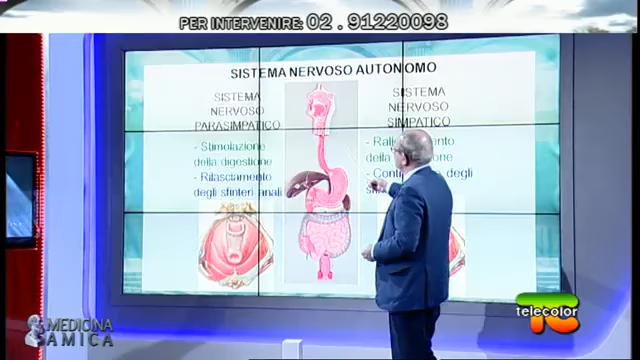 PER INTERVENIRE: 02 . 91220098
SISTEMA NERVOSO AUTONOMO
SISTEMA
NERVOSO
PARASIMPATICO
- Stimolazione
della digestione
- Rilasciamento
degli sfinteri anali
SISTEMA
NERVOSO
SIMPATICO
degli
MEDICINA
AMICA
telecolor
TC